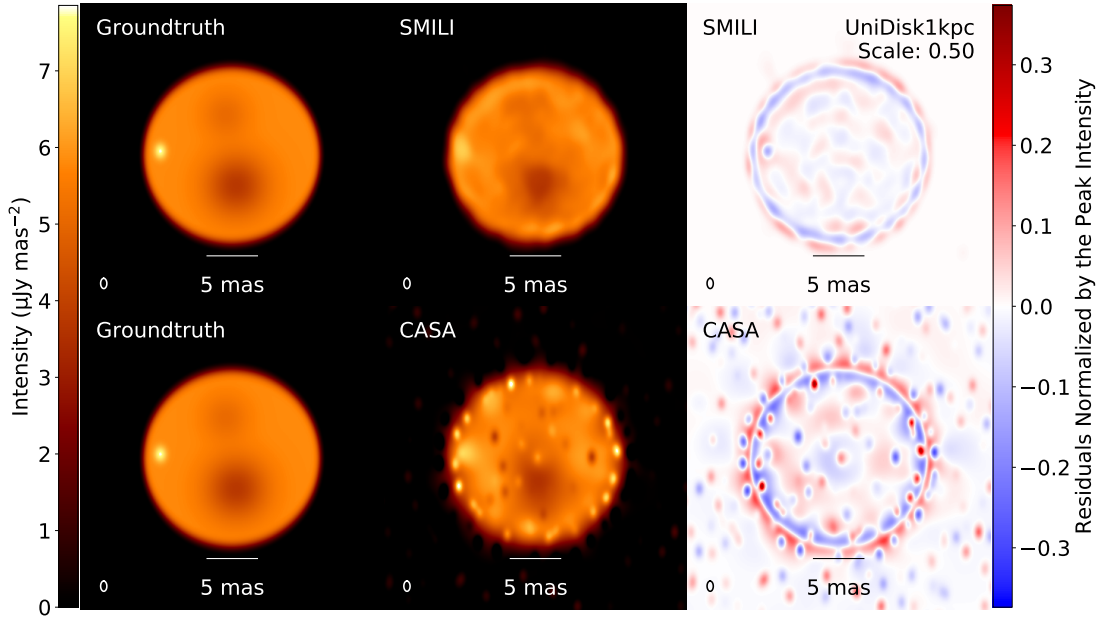 Groundtruth
SMILI
SMILI
UniDisk1kpc
Scale: 0.50
5 mas
5 mas
5 mas
Groundtruth
CASA
CASA
5 mas
5 mas
5 mas
Intensity (μJy mas⁻²)
7
6
5
4
3
2
1
0
Residuals Normalized by the Peak Intensity
0.3
0.2
0.1
0.0
−0.1
−0.2
−0.3